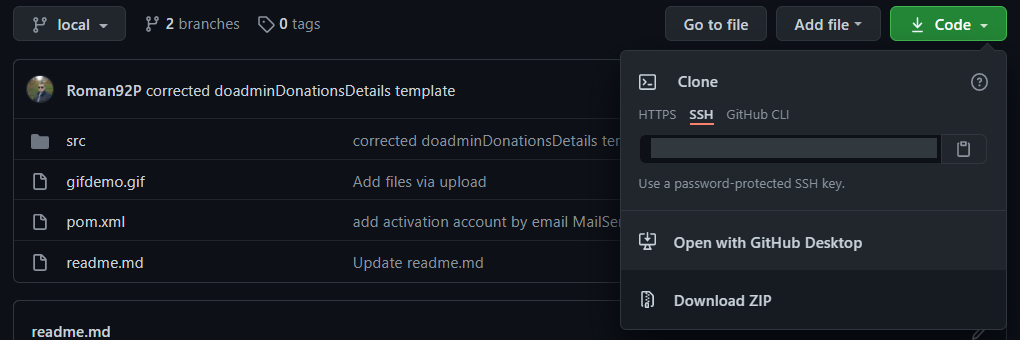 local 2 branches 0 tags Go to file Add file Code
Roman92P corrected doadminDonationsDetails template
src corrected doadminDonationsDetails ter
gifdemo.gif Add files via upload
pom.xml add activation account by email MailSer
readme.md Update readme.md
readme.md
Clone
HTTPS SSH GitHub CLI
Use a password-protected SSH key.
Open with GitHub Desktop
Download ZIP